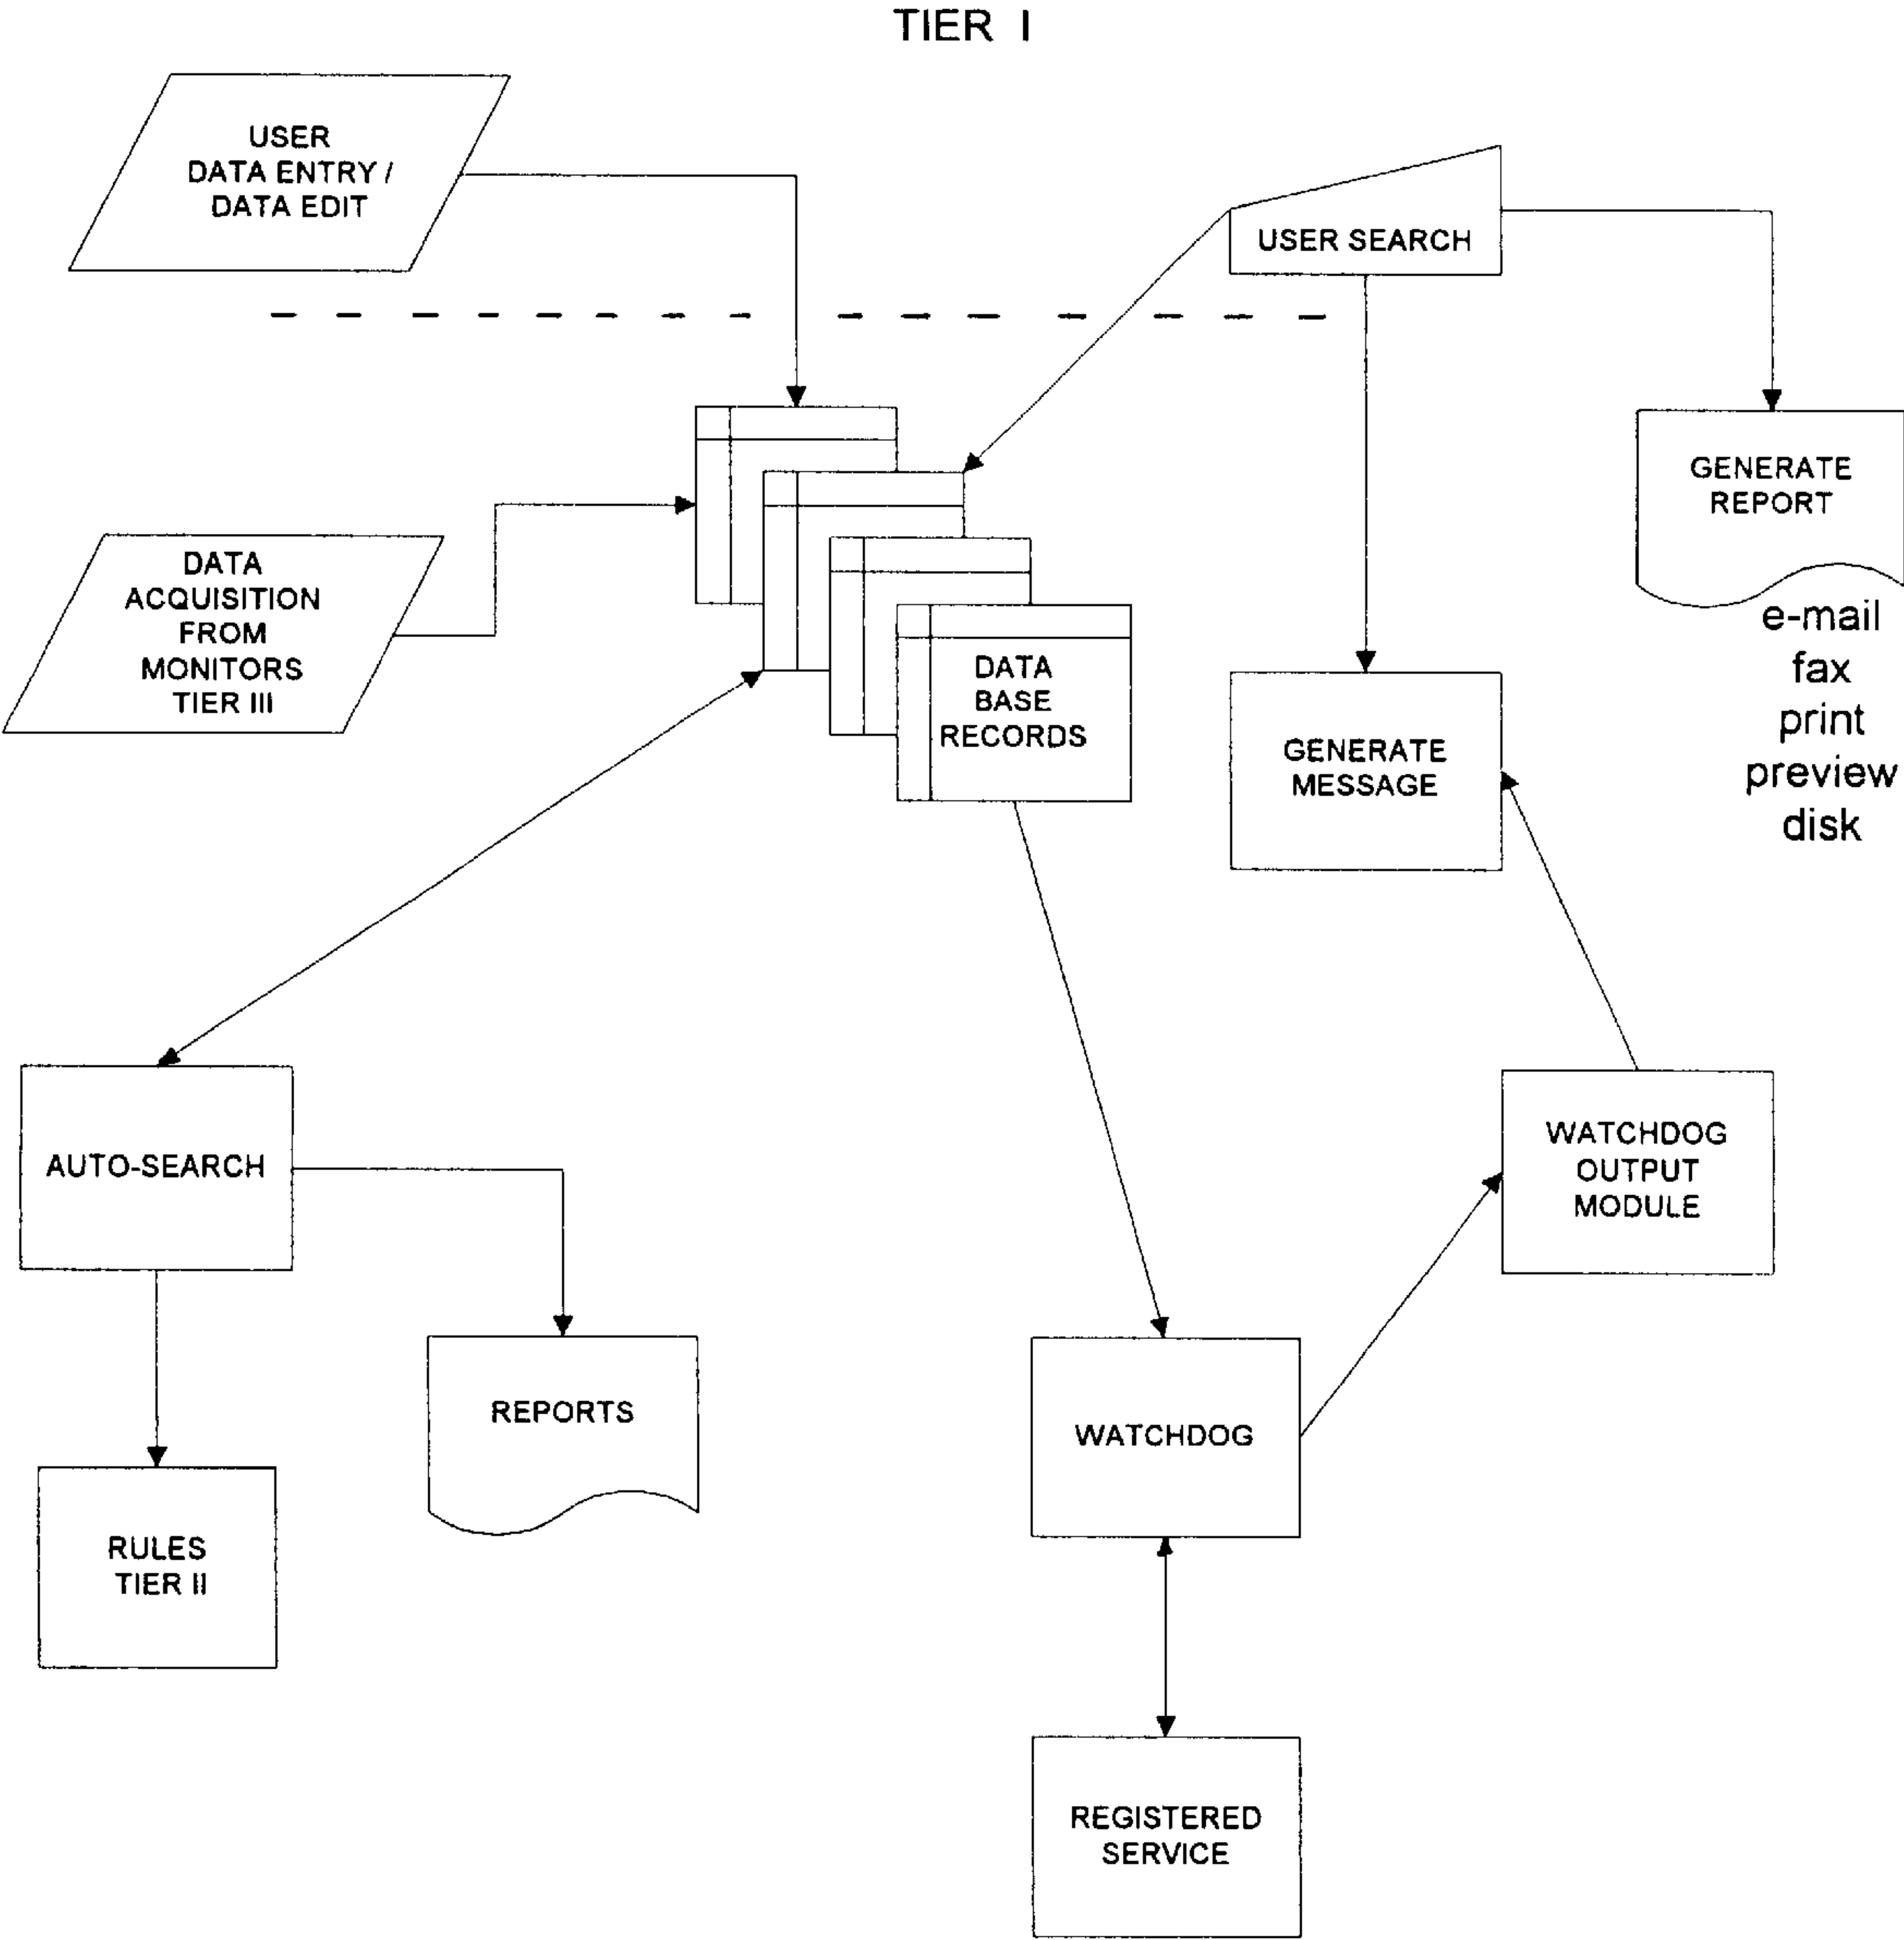 TIER I
USER
DATA ENTRY /
DATA EDIT
USER SEARCH
GENERATE
REPORT
e-mail
fax
print
preview
disk
DATA
ACQUISITION
FROM
MONITORS
TIER III
DATA
BASE
RECORDS
GENERATE
MESSAGE
AUTO-SEARCH
WATCHDOG
OUTPUT
MODULE
REPORTS
WATCHDOG
RULES
TIER II
REGISTERED
SERVICE